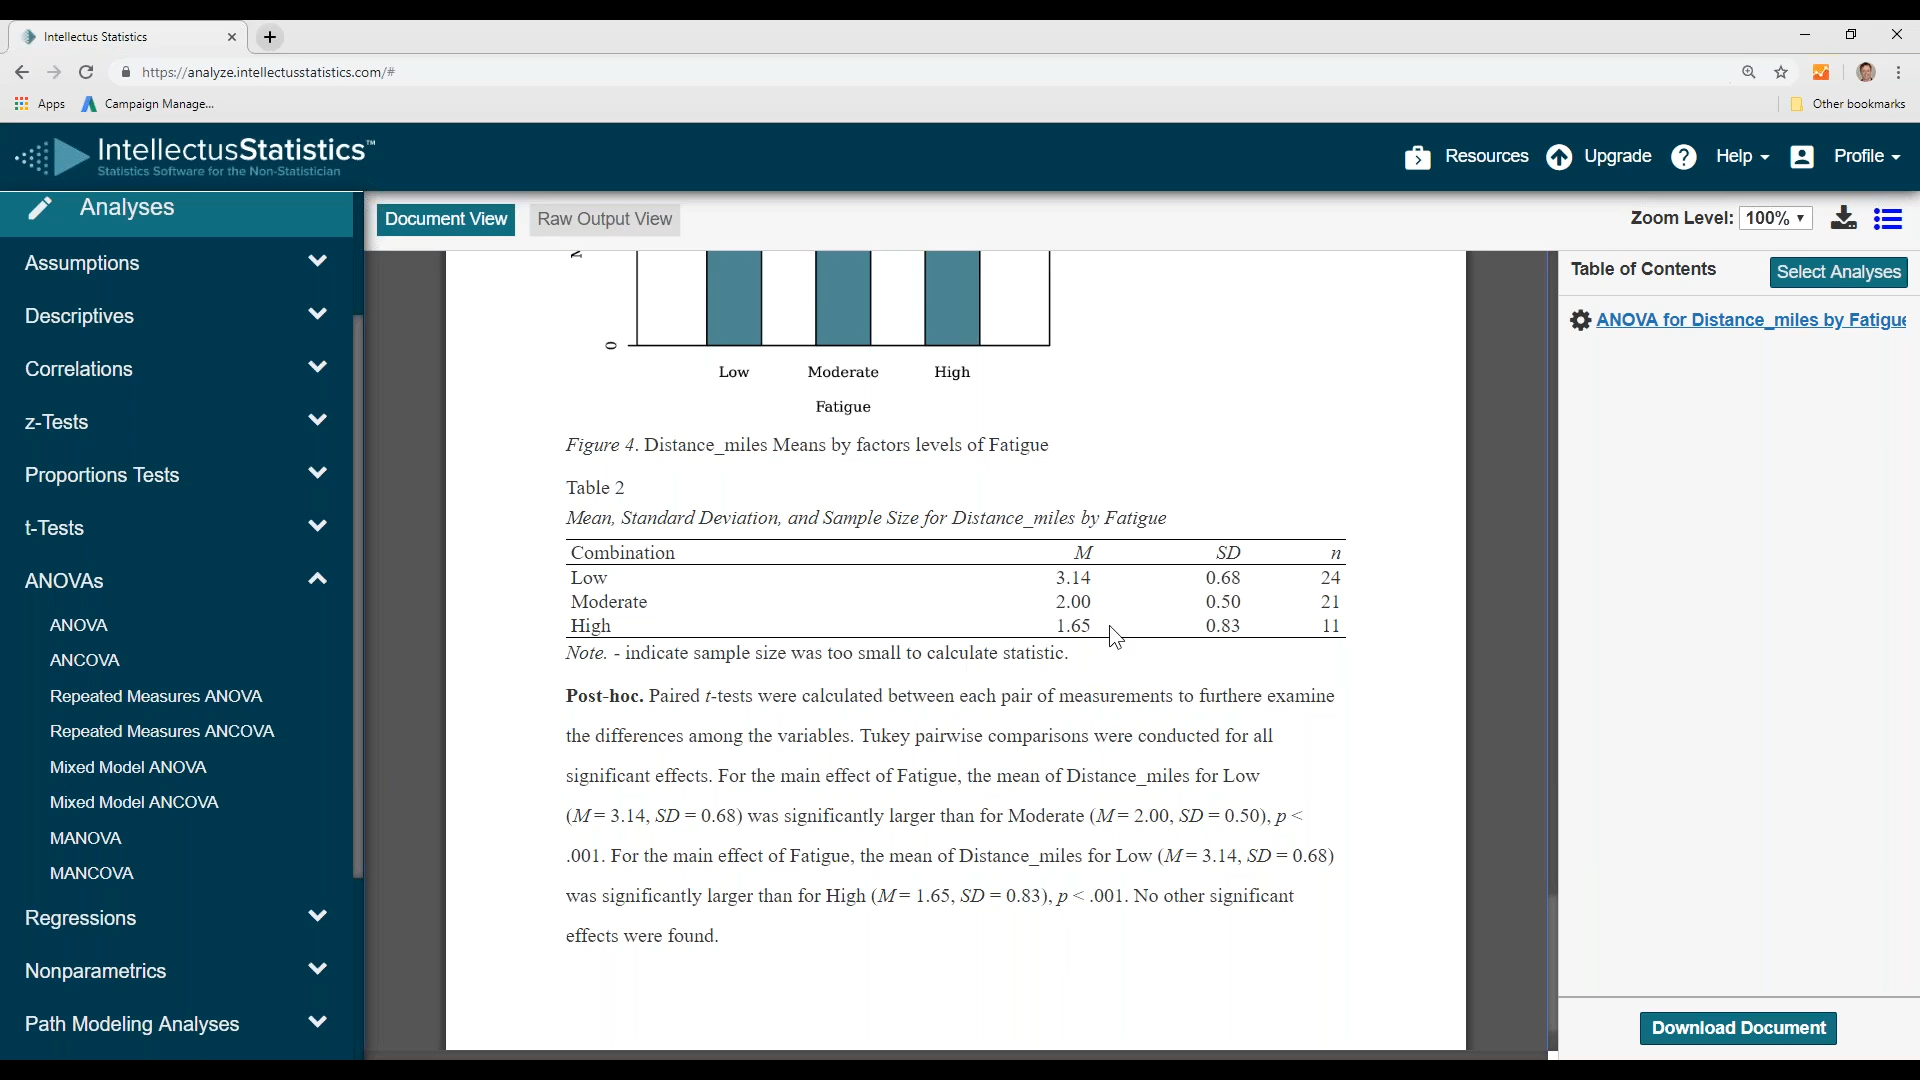 Intellectus Statistics
https://analyze.intellectusstatistics.com/#
Apps
Campaign Manage...
Other bookmarks
IntellectusStatistics™
Statistics Software for the Non-Statistician
Resources
Upgrade
Help
Profile
Analyses
Assumptions
Descriptives
Correlations
z-Tests
Proportions Tests
t-Tests
ANOVAs
ANOVA
ANCOVA
Repeated Measures ANOVA
Repeated Measures ANCOVA
Mixed Model ANOVA
Mixed Model ANCOVA
MANOVA
MANCOVA
Regressions
Nonparametrics
Path Modeling Analyses
Document View
Raw Output View
Zoom Level: 100%
0
Low Moderate High
Fatigue
Figure 4. Distance_miles Means by factors levels of Fatigue
Table 2
Mean, Standard Deviation, and Sample Size for Distance_miles by Fatigue
Combination M SD n
Low 3.14 0.68 24
Moderate 2.00 0.50 21
High 1.65 0.83 11
Note. - indicate sample size was too small to calculate statistic.
Post-hoc. Paired t-tests were calculated between each pair of measurements to furthere examine
the differences among the variables. Tukey pairwise comparisons were conducted for all
significant effects. For the main effect of Fatigue, the mean of Distance_miles for Low
(M = 3.14, SD = 0.68) was significantly larger than for Moderate (M = 2.00, SD = 0.50), p <
.001. For the main effect of Fatigue, the mean of Distance_miles for Low (M = 3.14, SD = 0.68)
was significantly larger than for High (M = 1.65, SD = 0.83), p < .001. No other significant
effects were found.
Table of Contents
Select Analyses
ANOVA for Distance_miles by Fatigue
Download Document